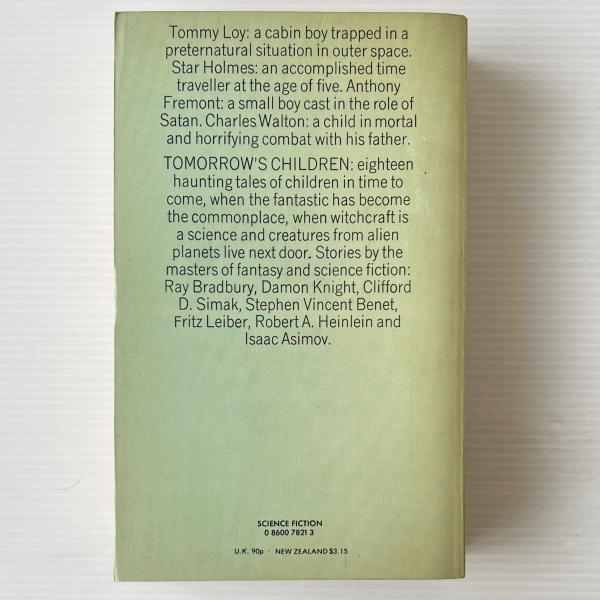 Tommy Loy: a cabin boy trapped in a
preternatural situation in outer space.
Star Holmes: an accomplished time
traveller at the age of five. Anthony
Fremont: a small boy cast in the role of
Satan. Charles Walton: a child in mortal
and horrifying combat with his father.
TOMORROW'S CHILDREN: eighteen
haunting tales of children in time to
come, when the fantastic has become
the commonplace, when witchcraft is
a science and creatures from alien
planets live next door. Stories by the
masters of fantasy and science fiction:
Ray Bradbury, Damon Knight, Clifford
D. Simak, Stephen Vincent Benet,
Fritz Leiber, Robert A. Heinlein and
Isaac Asimov.
SCIENCE FICTION
0 8600 7821 3
U.K. 90p · NEW ZEALAND $3.15